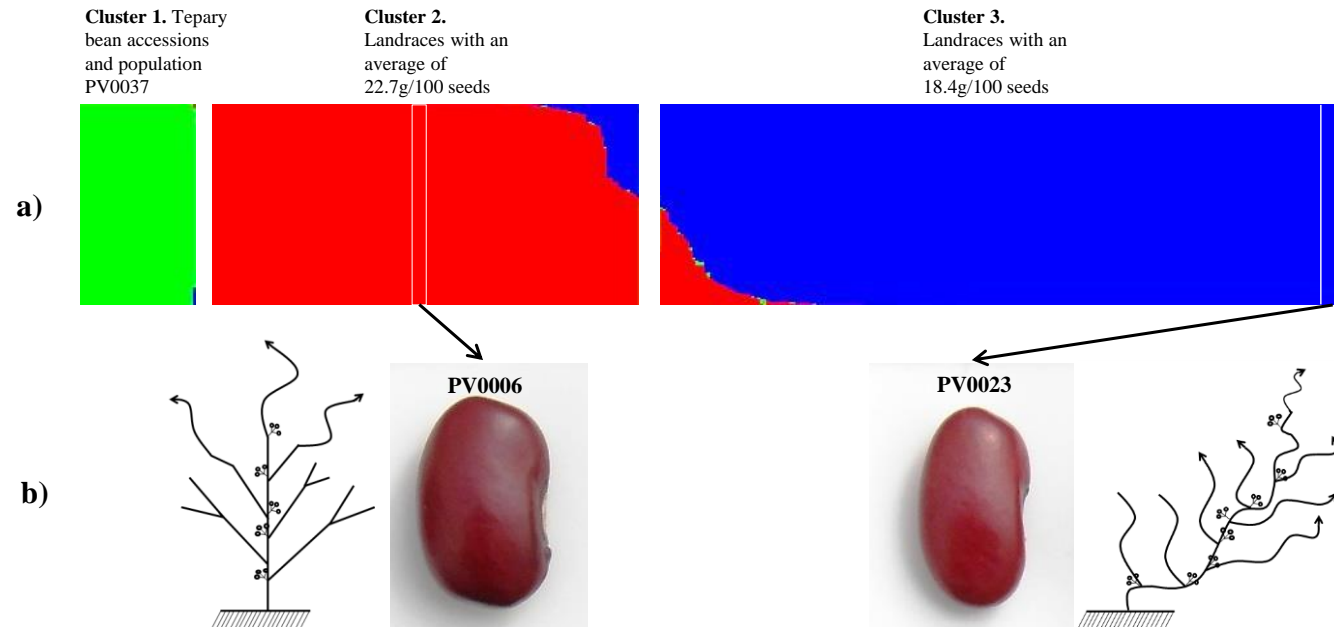 Cluster 1. Tepary
bean accessions
and population
PV0037
Cluster 2.
Landraces with an
average of
22.7g/100 seeds
Cluster 3.
Landraces with an
average of
18.4g/100 seeds
a)
b)
PV0006
PV0023